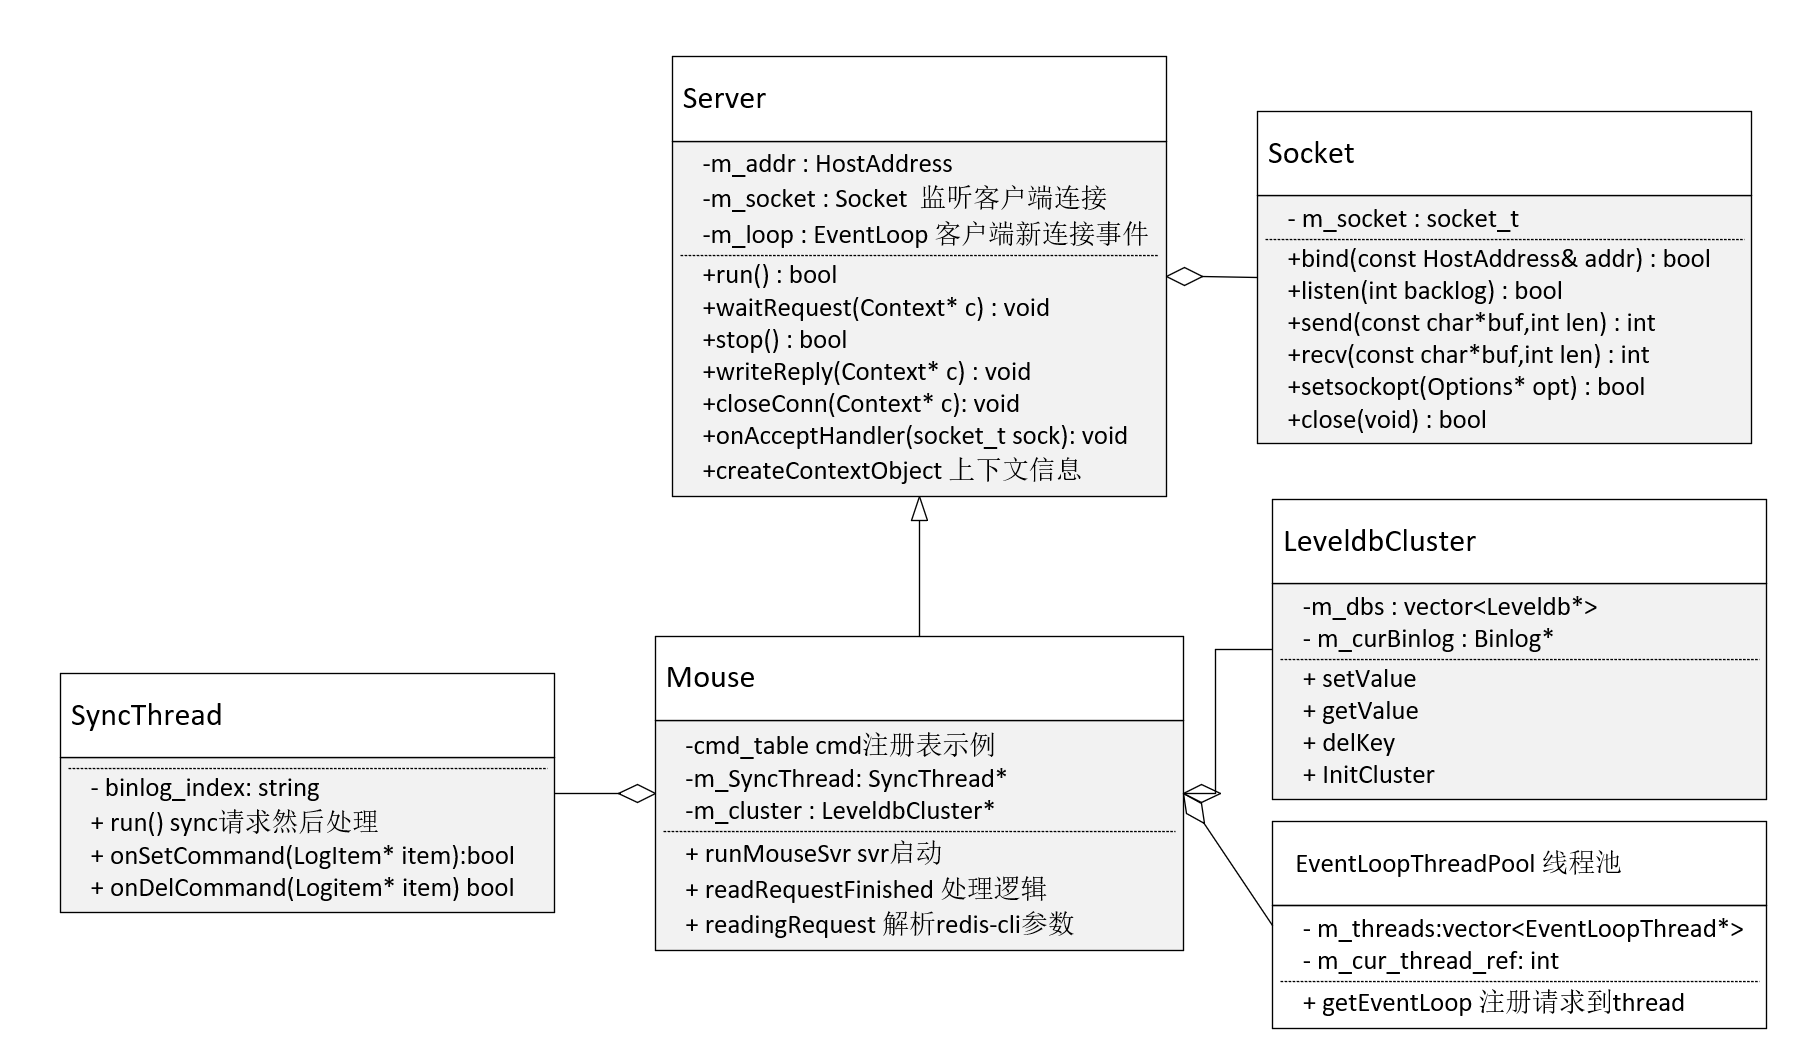 Server
-m_addr : HostAddress
-m_socket : Socket 监听客户端连接
-m_loop : EventLoop 客户端新连接事件
+run() : bool
+waitRequest(Context* c) : void
+stop() : bool
+writeReply(Context* c) : void
+closeConn(Context* c): void
+onAcceptHandler(socket_t sock): void
+createContextObject 上下文信息
Socket
- m_socket : socket_t
+bind(const HostAddress& addr) : bool
+listen(int backlog) : bool
+send(const char*buf,int len) : int
+recv(const char*buf,int len) : int
+setsockopt(Options* opt) : bool
+close(void) : bool
SyncThread
- binlog_index: string
+ run() sync请求然后处理
+ onSetCommand(LogItem* item):bool
+ onDelCommand(Logitem* item) bool
Mouse
-cmd_table cmd注册表示例
-m_SyncThread: SyncThread*
-m_cluster : LeveldbCluster*
+ runMouseSvr svr启动
+ readRequestFinished 处理逻辑
+ readingRequest 解析redis-cli参数
LeveldbCluster
-m_dbs : vector<Leveldb*>
- m_curBinlog : Binlog*
+ setValue
+ getValue
+ delKey
+ InitCluster
EventLoopThreadPool 线程池
- m_threads:vector<EventLoopThread*>
- m_cur_thread_ref: int
+ getEventLoop 注册请求到thread